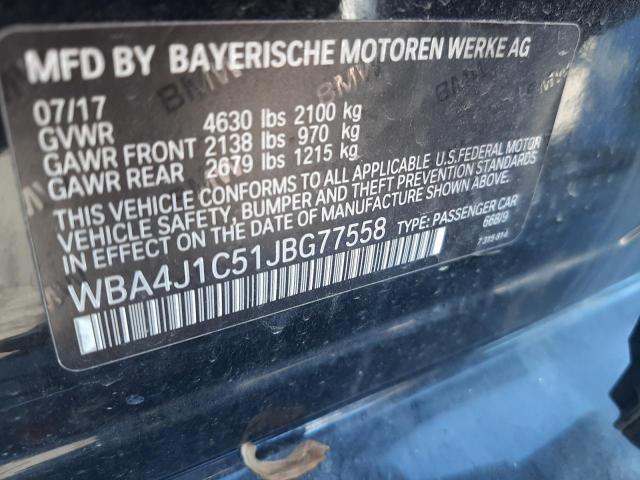 MFD BY BAYERISCHE MOTOREN WERKE AG
07/17
GVWR 4630 lbs 2100 kg
GAWR FRONT 2138 lbs 970 kg
GAWR REAR 2679 lbs 1215 kg
THIS VEHICLE CONFORMS TO ALL APPLICABLE U.S.FEDERAL MOTOR
VEHICLE SAFETY, BUMPER AND THEFT PREVENTION STANDARDS
IN EFFECT ON THE DATE OF MANUFACTURE SHOWN ABOVE.
WBA4J1C51JBG77558 TYPE: PASSENGER CAR
668/9